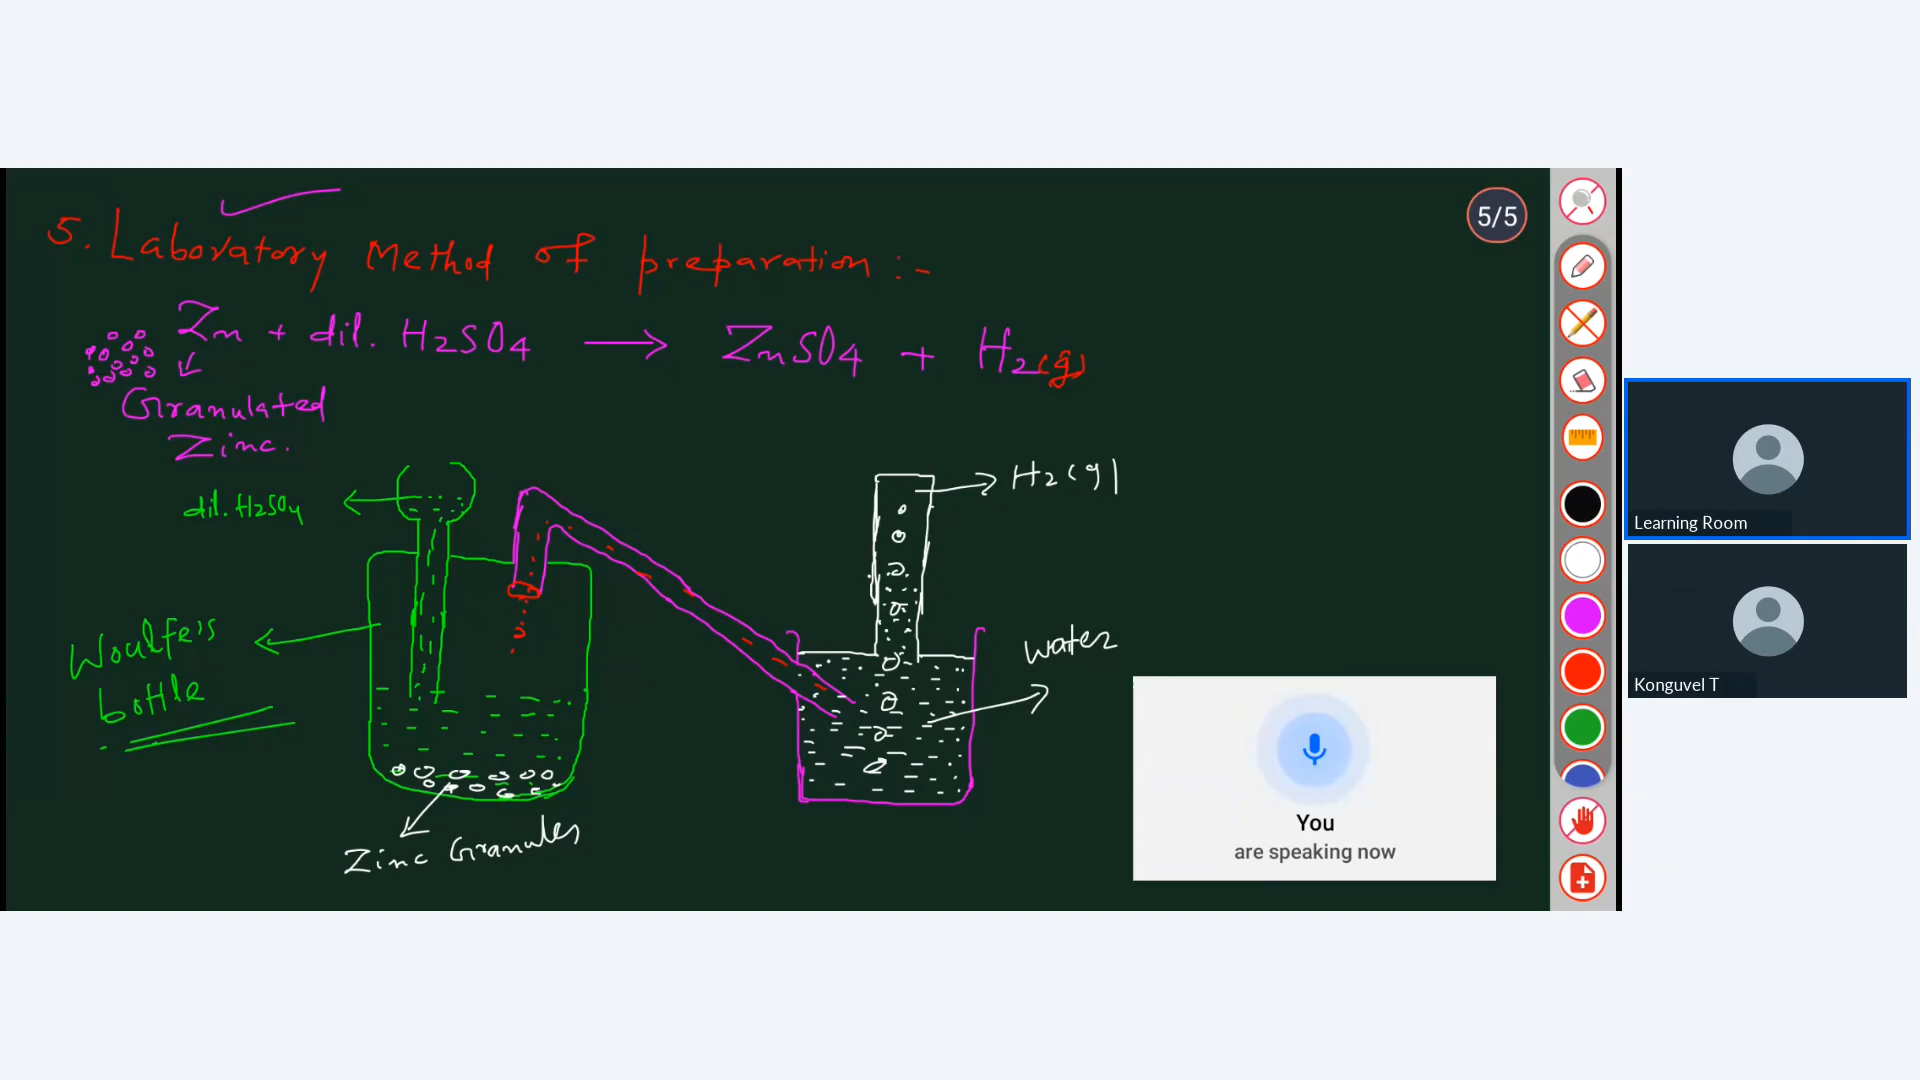 5/5
5. Laboratory Method of preparation :-
Zn + dil. H2SO4 → ZnSO4 + H2(g)
Granulated
Zinc.
dil. H2SO4
H2(g)
Woulfe's
bottle
water
Zinc Granules
You
are speaking now
Learning Room
Konguvel T